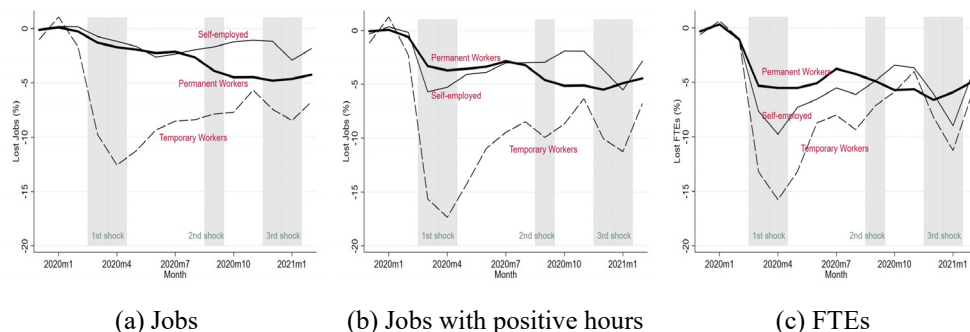 0
Self-employed
Permanent Workers
Temporary Workers
Lost Jobs (%)
-5
-10
-15
-20
1st shock
2nd shock
3rd shock
2020m1
2020m4
2020m7
2020m10
2021m1
Month
(a) Jobs
0
Permanent Workers
Self-employed
Temporary Workers
Lost Jobs (%)
-5
-10
-15
-20
1st shock
2nd shock
3rd shock
2020m1
2020m4
2020m7
2020m10
2021m1
Month
(b) Jobs with positive hours
0
Permanent Workers
Self-employed
Temporary Workers
Lost FTEs (%)
-5
-10
-15
-20
1st shock
2nd shock
3rd shock
2020m1
2020m4
2020m7
2020m10
2021m1
Month
(c) FTEs